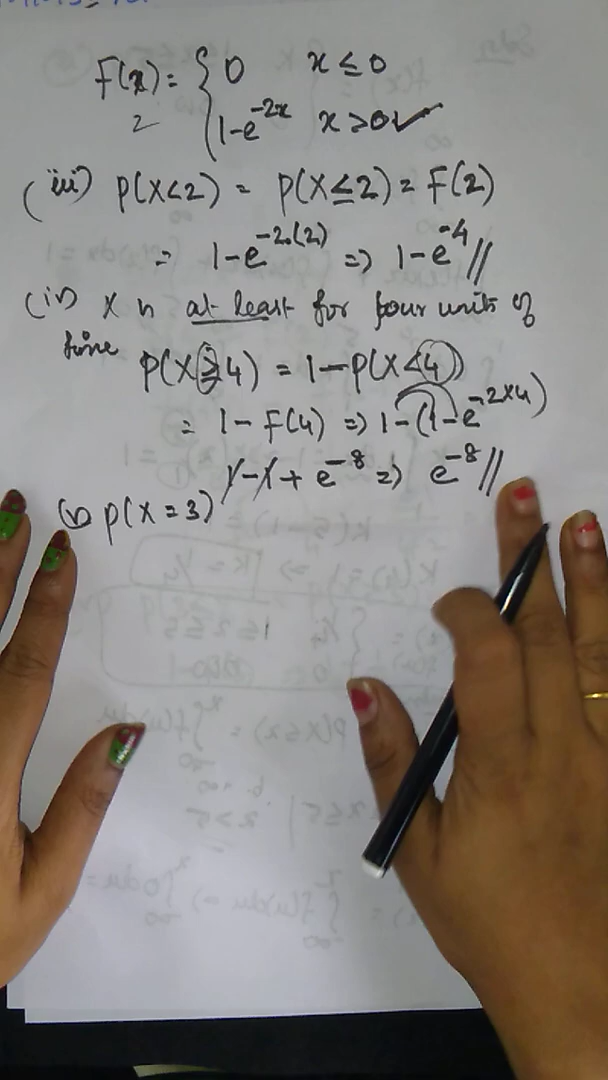 F(x) = { 0 x ≤ 0
1-e^{-2x} x > 0 ✓
(iii) P(X<2) = P(X≤2) = F(2)
= 1-e^{-2(2)} => 1-e^{-4} //
(iv) X is at least for four units of
time P(X≥4) = 1-P(X<4)
= 1-F(4) => 1-(1-e^{-2×4})
1-1+e^{-8} => e^{-8} //
(v) P(X=3)